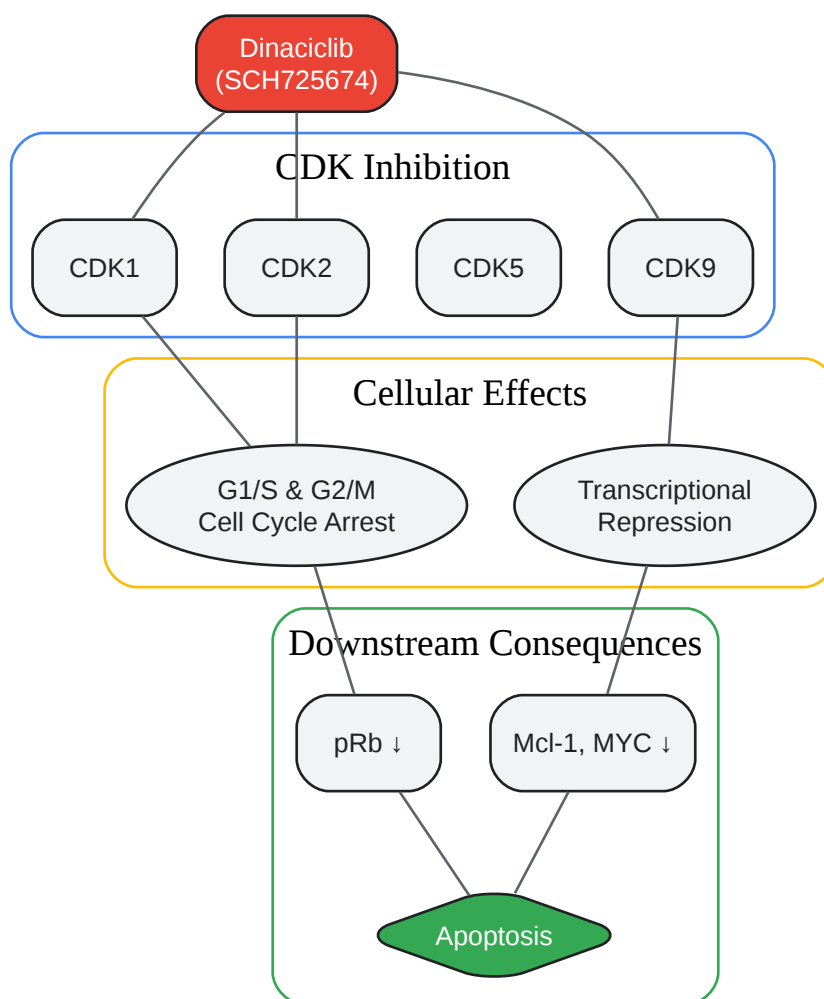 Dinaciclib
(SCH725674)
CDK Inhibition
CDK1
CDK2
CDK5
CDK9
Cellular Effects
G1/S & G2/M
Cell Cycle Arrest
Transcriptional
Repression
Downstream Consequences
pRb ↓
Mcl-1, MYC ↓
Apoptosis